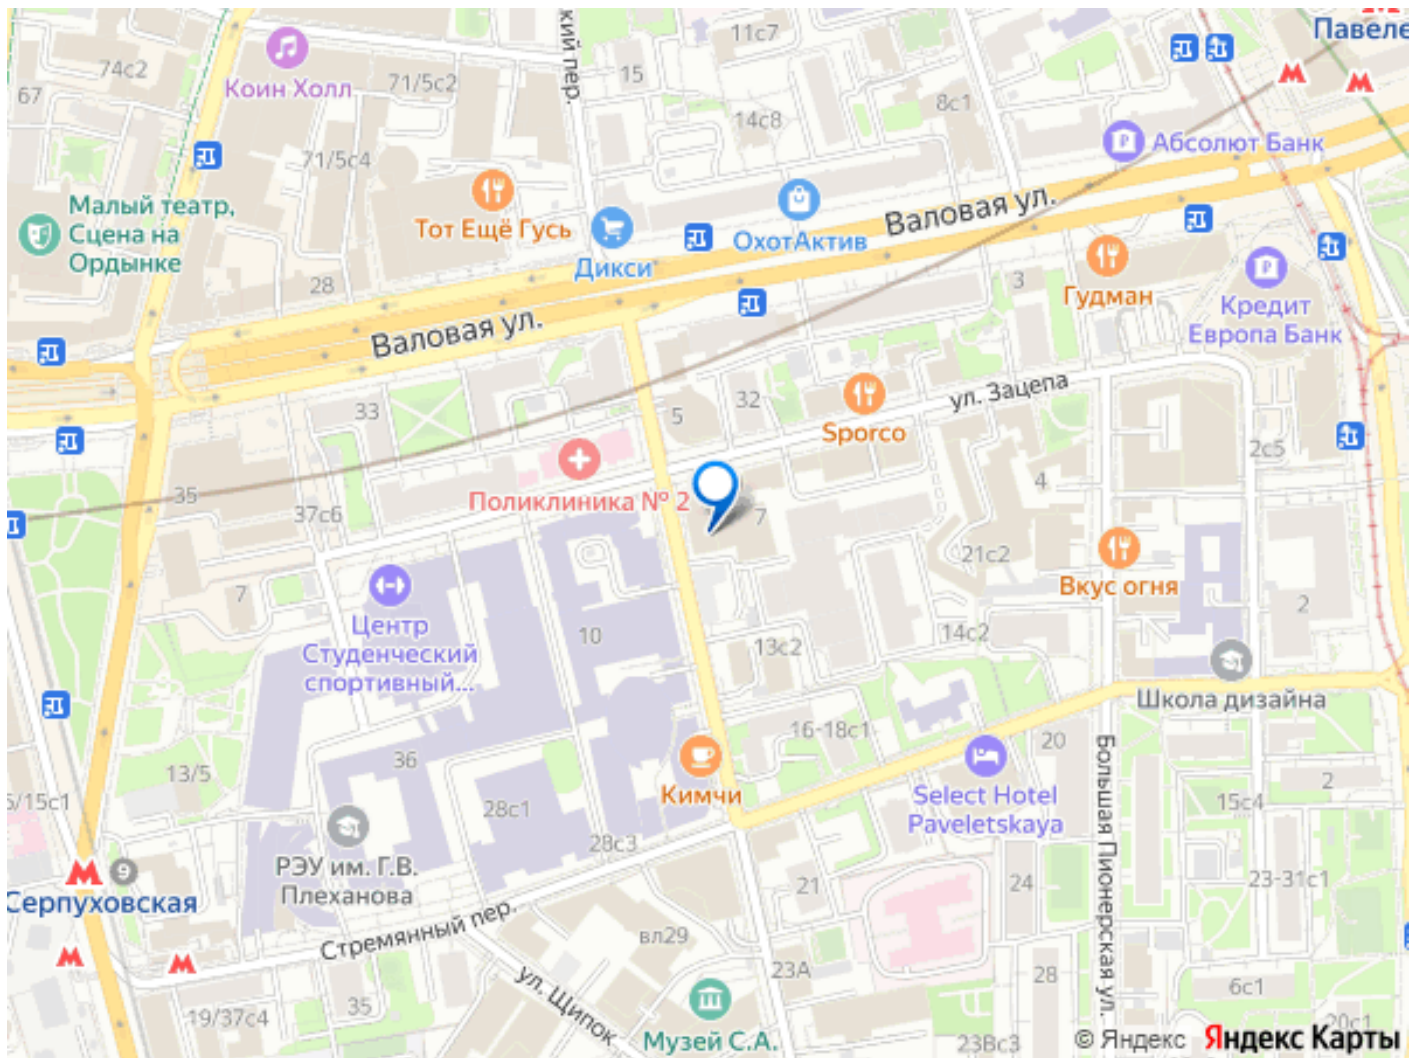 11с7
Павеле
74с2
67
Коин Холл
71/5с2
кий пер.
15
14с8
8с1
Абсолют Банк
71/5с4
Малый театр,
Сцена на
Ордынке
Тот Ещё Гусь
Дикси
ОхотАктив
Валовая ул.
28
3
Гудман
Кредит
Европа Банк
Валовая ул.
33
5
32
ул. Зацепа
Sporco
2с5
35
37с6
Поликлиника № 2
7
4
21с2
Вкус огня
7
Центр
Студенческий
спортивный...
10
13с2
14с2
2
Школа дизайна
16-18с1
20
36
13/5
5/15с1
28с1
Кимчи
Select Hotel
Paveletskaya
15с4
2
Большая Пионерская ул.
28с3
9
РЭУ им. Г.В.
Плеханова
Серпуховская
21
24
23-31с1
Стремянный пер.
вл29
23А
28
6с1
ул. Щипок
35
19/37с4
Музей С.А.
23Вс3
20с1
© Яндекс Яндекс Карты